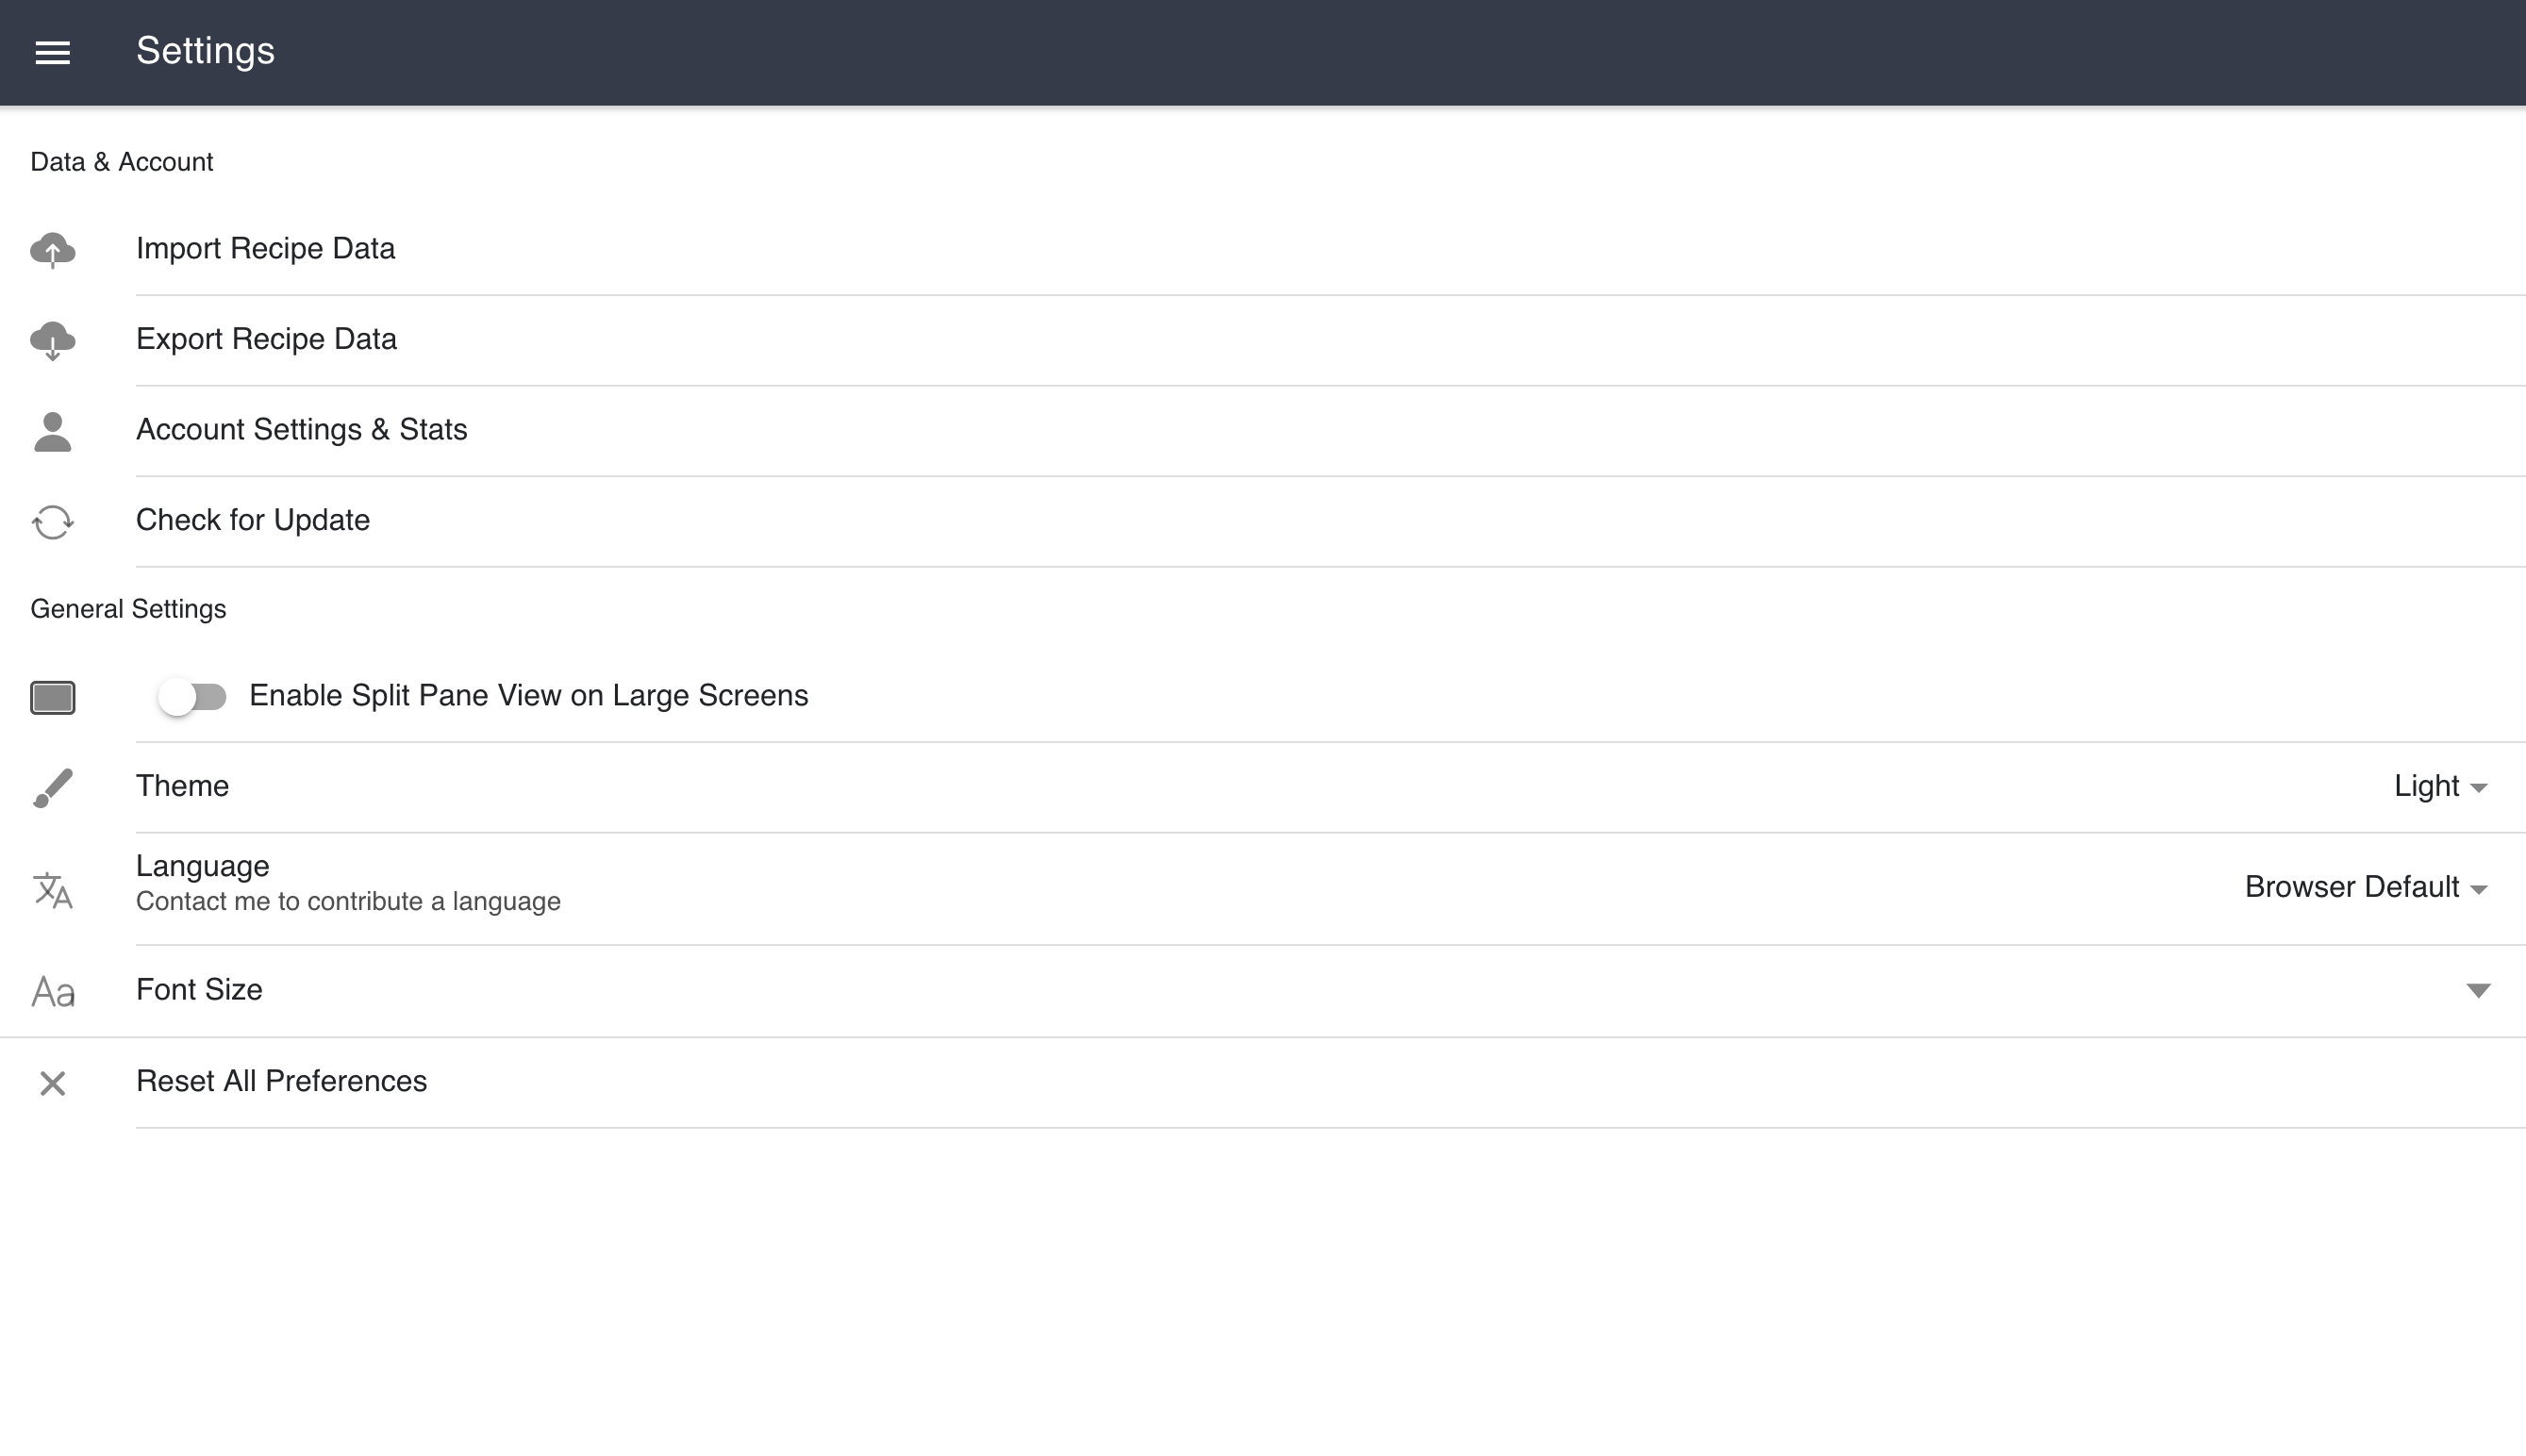 Settings
Data & Account
Import Recipe Data
Export Recipe Data
Account Settings & Stats
Check for Update
General Settings
Enable Split Pane View on Large Screens
Theme
Light
Language
Contact me to contribute a language
Browser Default
Aa
Font Size
Reset All Preferences